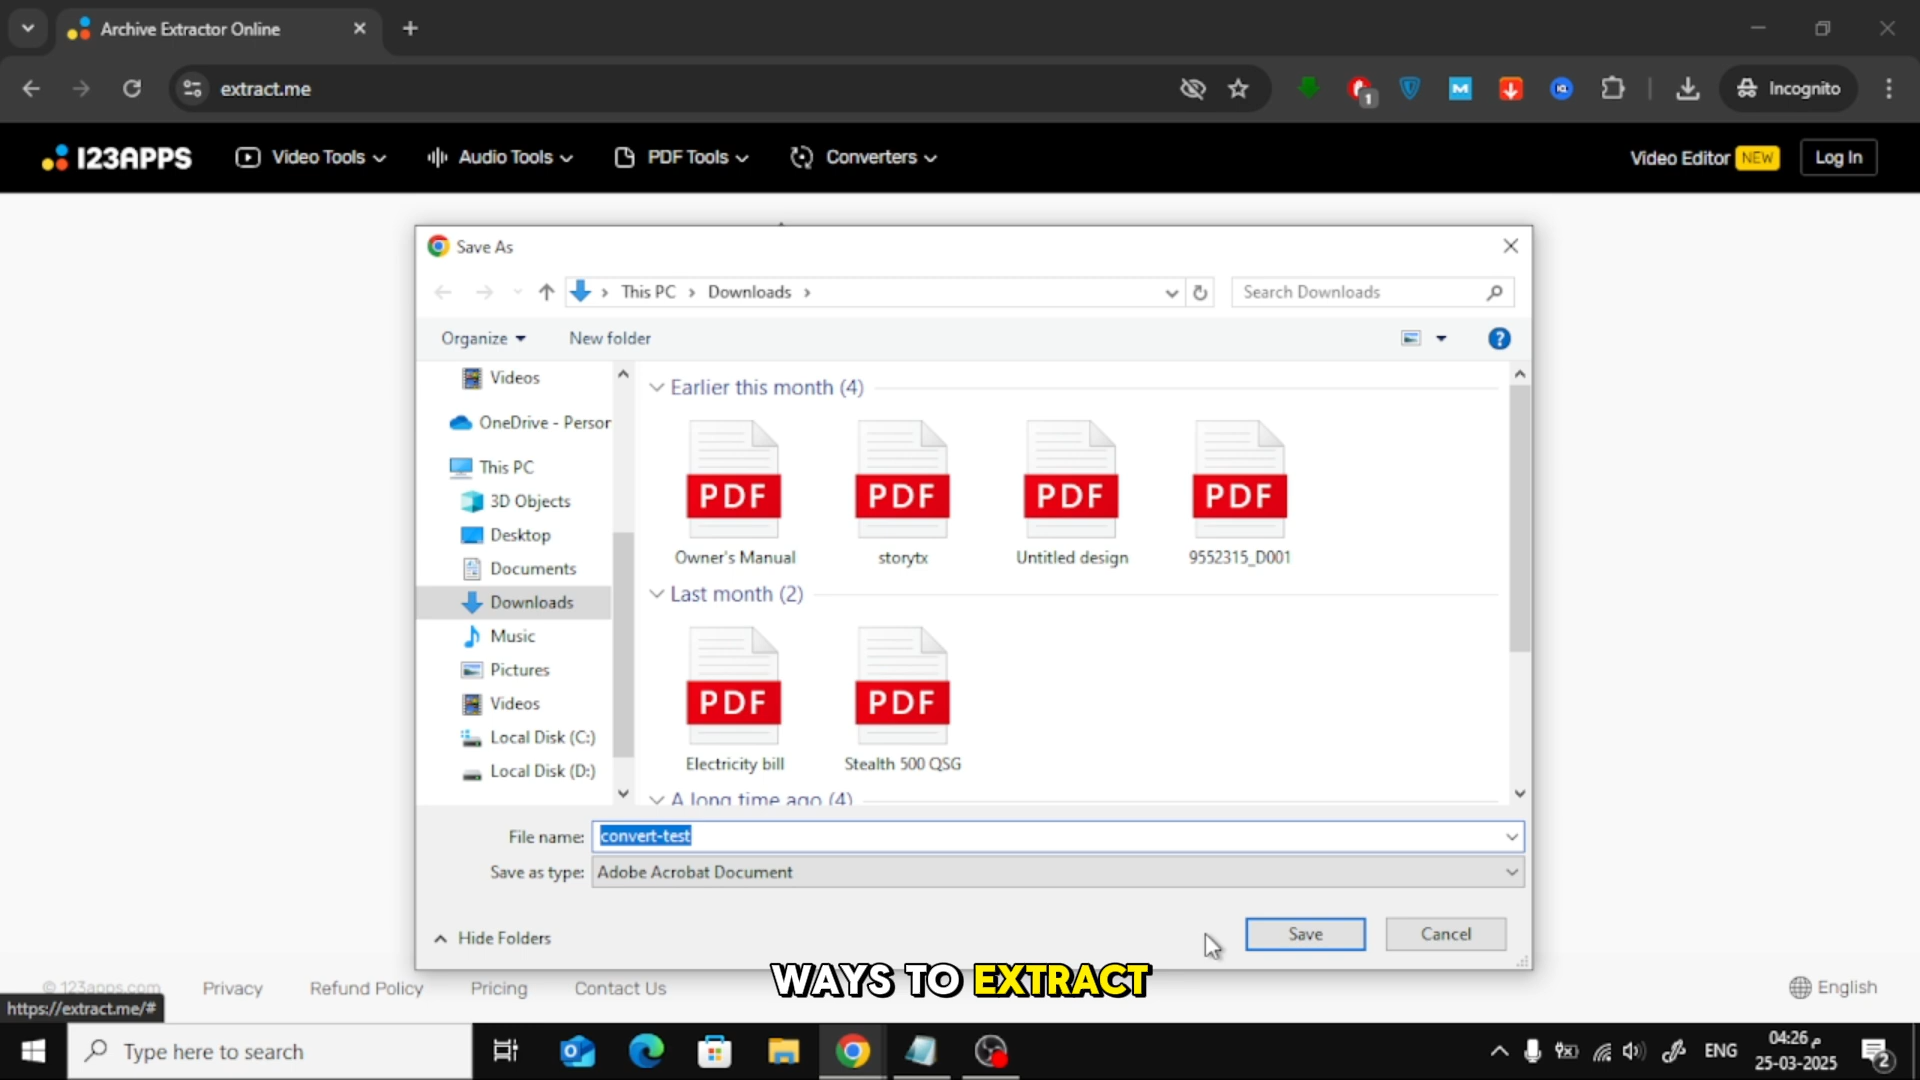 Archive Extractor Online
extract.me
1
Incognito
123APPS
Video Tools
Audio Tools
PDF Tools
Converters
Video Editor
NEW
Log In
Save As
This PC
Downloads
Search Downloads
Organize
New folder
?
Videos
OneDrive - Person
This PC
3D Objects
Desktop
Documents
Downloads
Music
Pictures
Videos
Local Disk (C:)
Local Disk (D:)
Earlier this month (4)
PDF
PDF
PDF
PDF
Owner's Manual
storytx
Untitled design
9552315_D001
Last month (2)
PDF
PDF
Electricity bill
Stealth 500 QSG
A long time ago (4)
File name:
convert-test
Save as type:
Adobe Acrobat Document
Hide Folders
Save
Cancel
WAYS TO EXTRACT
© 123apps.com
Privacy
Refund Policy
Pricing
Contact Us
English
https://extract.me/#
Type here to search
ENG
04:26 م
25-03-2025
2